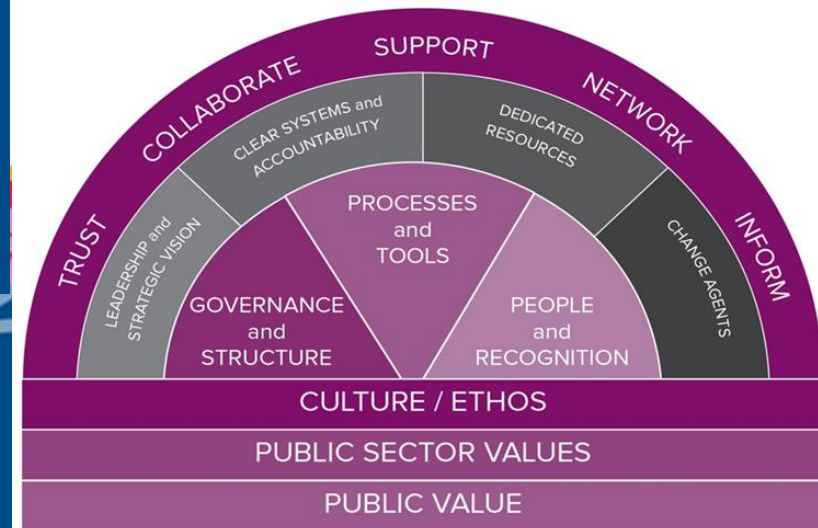 TRUST
COLLABORATE
SUPPORT
NETWORK
INFORM
LEADERSHIP and
STRATEGIC VISION
CLEAR SYSTEMS and
ACCOUNTABILITY
DEDICATED
RESOURCES
CHANGE AGENTS
GOVERNANCE
and
STRUCTURE
PROCESSES
and
TOOLS
PEOPLE
and
RECOGNITION
CULTURE / ETHOS
PUBLIC SECTOR VALUES
PUBLIC VALUE